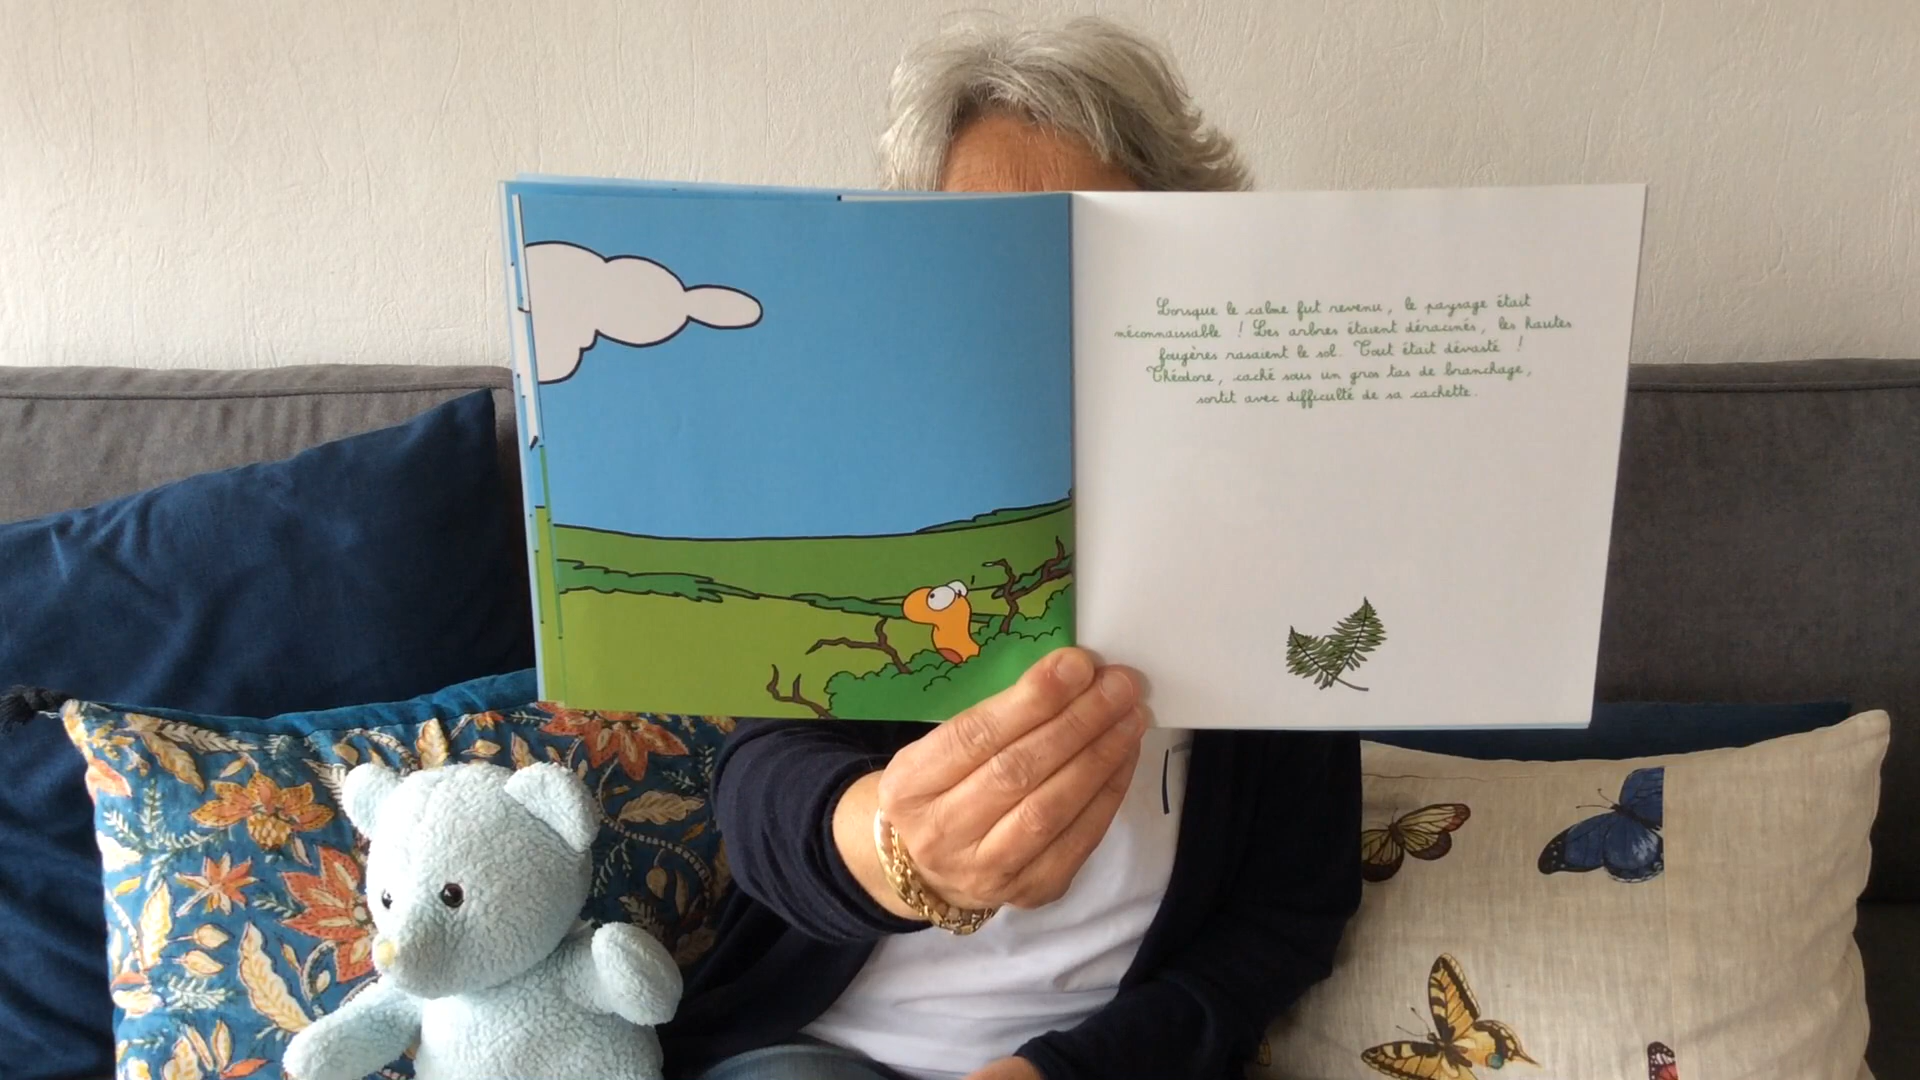 Lorsque le calme fut revenu, le paysage était
méconnaissable ! Les arbres étaient déracinés, les hautes
fougères rasaient le sol. Tout était dévasté !
Théodore, caché sous un gros tas de branchage,
sortit avec difficulté de sa cachette.